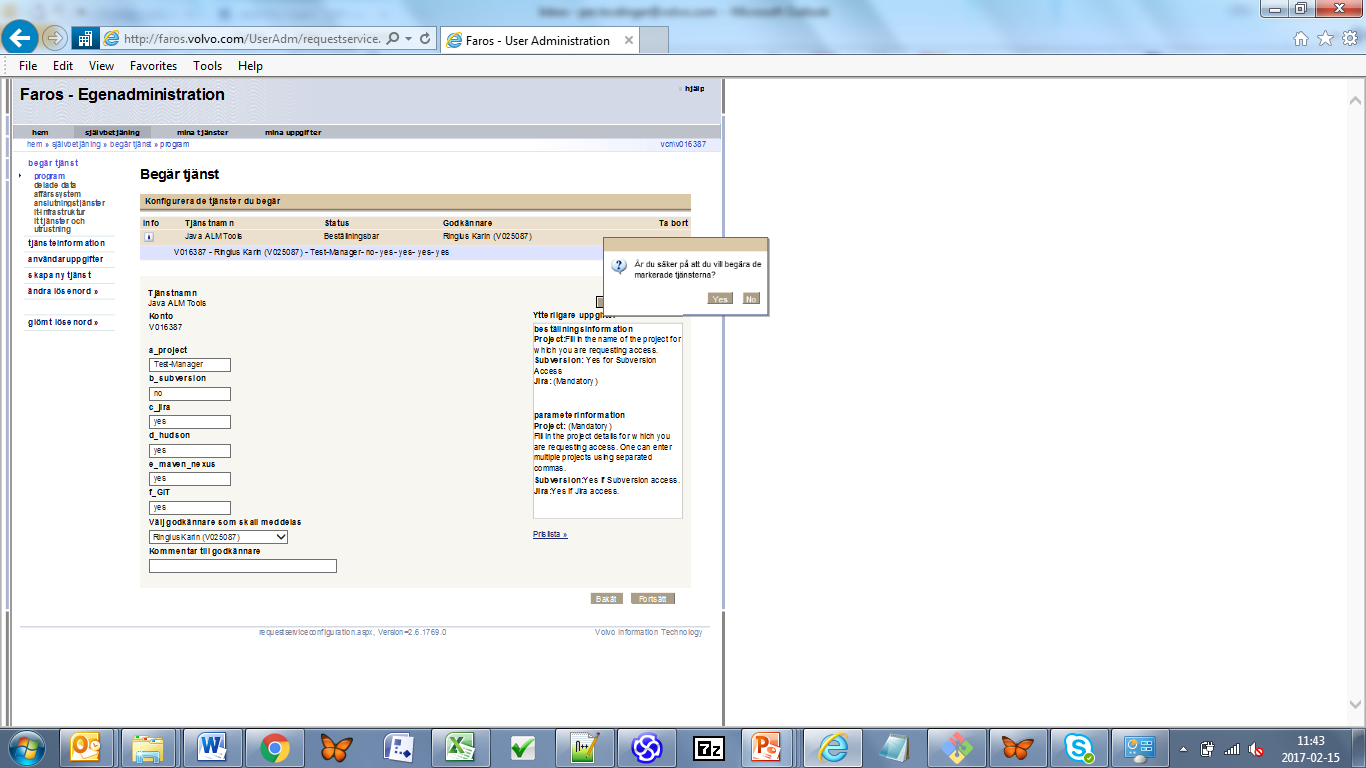 http://faros.volvo.com/UserAdm/requestservice.
Faros - User Administration
File Edit View Favorites Tools Help
Faros - Egenadministration
hjälp
hem självbetjäning mina tjänster mina uppgifter
hem » självbetjäning » begär tjänst » program
vcn\v016387
begär tjänst
program
delade data
affärssystem
anslutningstjänster
it-infrastruktur
it tjänster och
utrustning
tjänsteinformation
användaruppgifter
skapa ny tjänst
ändra lösenord »
glömt lösenord »
Begär tjänst
Konfigurera de tjänster du begär
Info Tjänstnamn Status Godkännare Ta bort
Java ALM Tools Beställningsbar Ringius Karin (V025087)
V016387 - Ringius Karin (V025087) - Test-Manager- no- yes- yes- yes- yes
Är du säker på att du vill begära de
markerade tjänsterna?
Yes No
Tjänstnamn
Java ALM Tools
Konto
V016387
a_project
Test-Manager
b_subversion
no
c_jira
yes
d_hudson
yes
e_maven_nexus
yes
f_GIT
yes
Välj godkännare som skall meddelas
Ringius Karin (V025087)
Kommentar till godkännare
Ytterligare uppgifter
beställningsinformation
Project:Fill in the name of the project for
which you are requesting access.
Subversion: Yes for Subversion
Access
Jira: (Mandatory)
parameterinformation
Project: (Mandatory)
Fill in the project details for which you
are requesting access. One can enter
multiple projects using separated
commas.
Subversion:Yes if Subversion access.
Jira:Yes if Jira access.
Prislista »
Bakåt Fortsätt
requestserviceconfiguration.aspx, Version=2.6.1769.0
Volvo Information Technology
11:43
2017-02-15